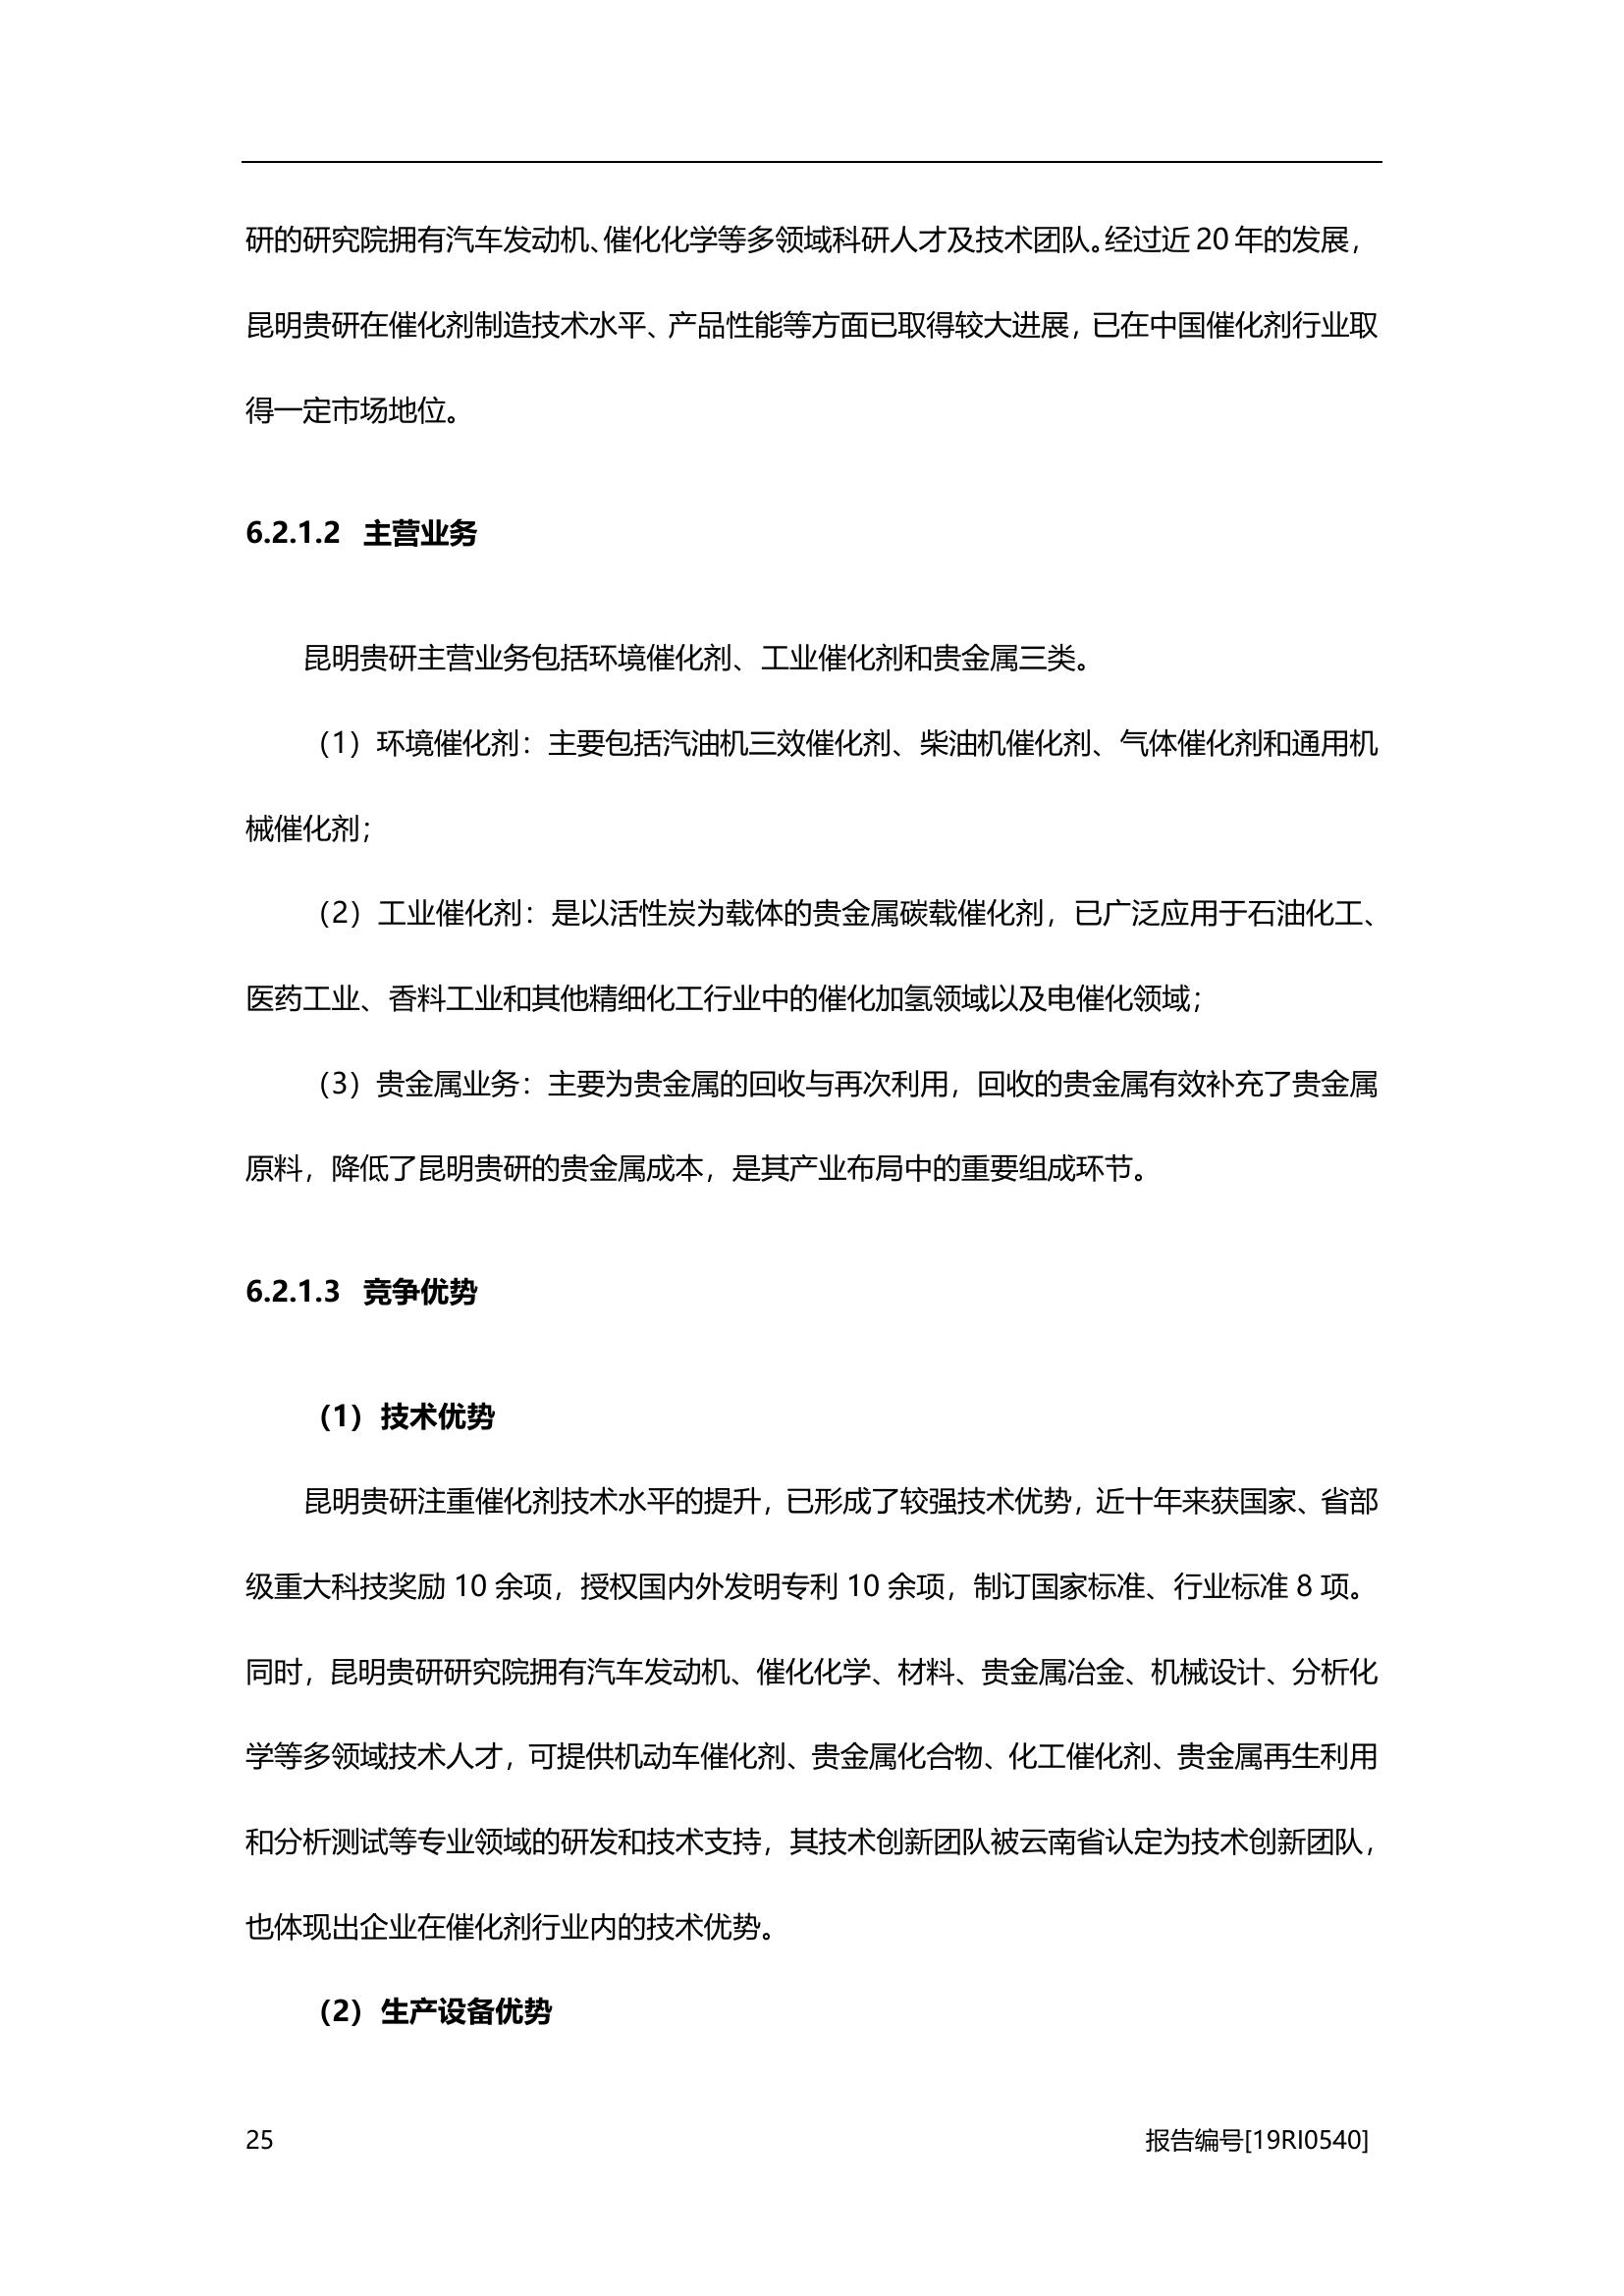 研的研究院拥有汽车发动机、催化化学等多领域科研人才及技术团队。经过近 20 年的发展，
昆明贵研在催化剂制造技术水平、产品性能等方面已取得较大进展，已在中国催化剂行业取
得一定市场地位。
6.2.1.2 主营业务
昆明贵研主营业务包括环境催化剂、工业催化剂和贵金属三类。
（1）环境催化剂：主要包括汽油机三效催化剂、柴油机催化剂、气体催化剂和通用机
械催化剂；
（2）工业催化剂：是以活性炭为载体的贵金属碳载催化剂，已广泛应用于石油化工、
医药工业、香料工业和其他精细化工行业中的催化加氢领域以及电催化领域；
（3）贵金属业务：主要为贵金属的回收与再次利用，回收的贵金属有效补充了贵金属
原料，降低了昆明贵研的贵金属成本，是其产业布局中的重要组成环节。
6.2.1.3 竞争优势
（1）技术优势
昆明贵研注重催化剂技术水平的提升，已形成了较强技术优势，近十年来获国家、省部
级重大科技奖励 10 余项，授权国内外发明专利 10 余项，制订国家标准、行业标准 8 项。
同时，昆明贵研研究院拥有汽车发动机、催化化学、材料、贵金属冶金、机械设计、分析化
学等多领域技术人才，可提供机动车催化剂、贵金属化合物、化工催化剂、贵金属再生利用
和分析测试等专业领域的研发和技术支持，其技术创新团队被云南省认定为技术创新团队，
也体现出企业在催化剂行业内的技术优势。
（2）生产设备优势
25 报告编号[19RI0540]